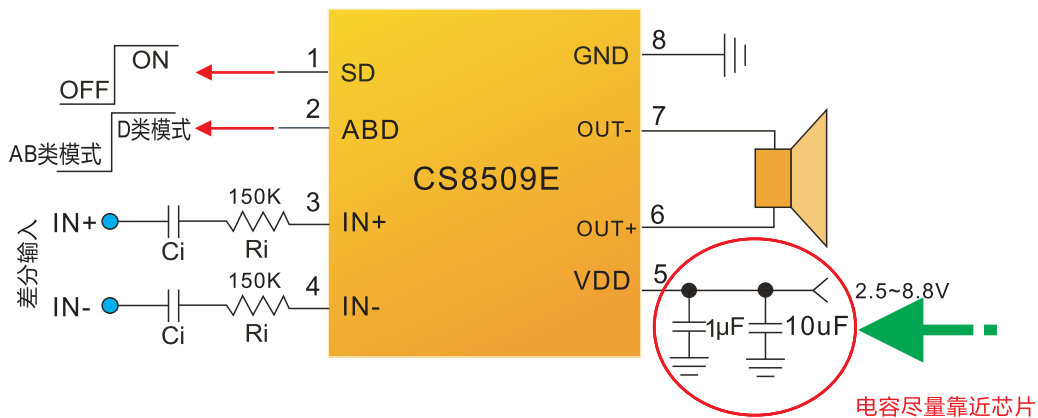 ON
OFF
D类模式
AB类模式
差分输入
IN+
Ci
150K
Ri
IN-
Ci
150K
Ri
1
SD
2
ABD
3
IN+
4
IN-
CS8509E
8
GND
7
OUT-
6
OUT+
5
VDD
2.5~8.8V
1µF
10uF
电容尽量靠近芯片